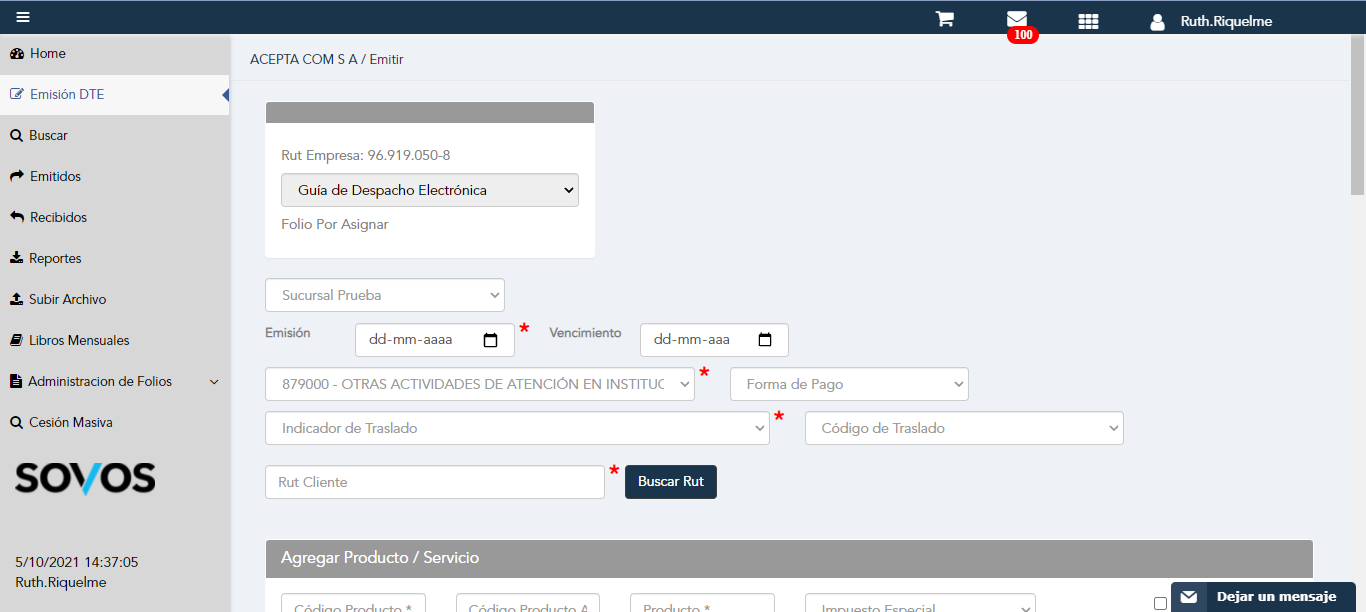 100
Ruth.Riquelme
Home
Emisión DTE
Buscar
Emitidos
Recibidos
Reportes
Subir Archivo
Libros Mensuales
Administracion de Folios
Cesión Masiva
SOVOS
5/10/2021 14:37:05
Ruth.Riquelme
ACEPTA COM S A / Emitir
Rut Empresa: 96.919.050-8
Guía de Despacho Electrónica
Folio Por Asignar
Sucursal Prueba
Emisión dd-mm-aaaa * Vencimiento dd-mm-aaa
879000 - OTRAS ACTIVIDADES DE ATENCIÓN EN INSTITUC * Forma de Pago
Indicador de Traslado * Código de Traslado
Rut Cliente * Buscar Rut
Agregar Producto / Servicio
Código Producto * Código Producto A Producto * Impuesto Especial
Dejar un mensaje